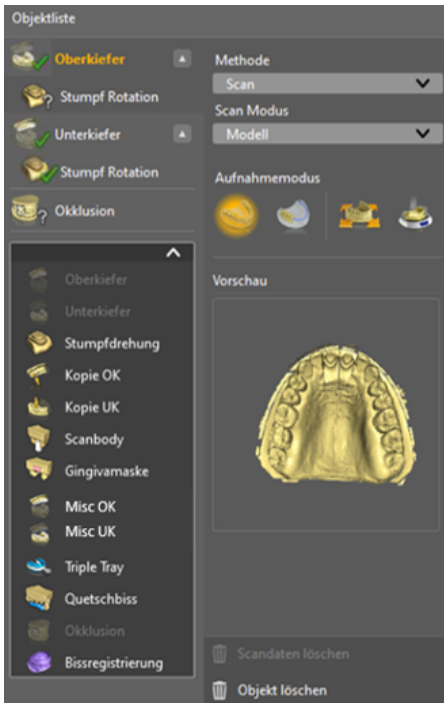 Objektliste
Oberkiefer
? Stumpf Rotation
Unterkiefer
Stumpf Rotation
? Okklusion
Oberkiefer
Unterkiefer
Stumpfdrehung
Kopie OK
Kopie UK
Scanbody
Gingivamaske
Misc OK
Misc UK
Triple Tray
Quetschbiss
Okklusion
Bissregistrierung
Methode
Scan
Scan Modus
Modell
Aufnahmemodus
Vorschau
Scandaten löschen
Objekt löschen